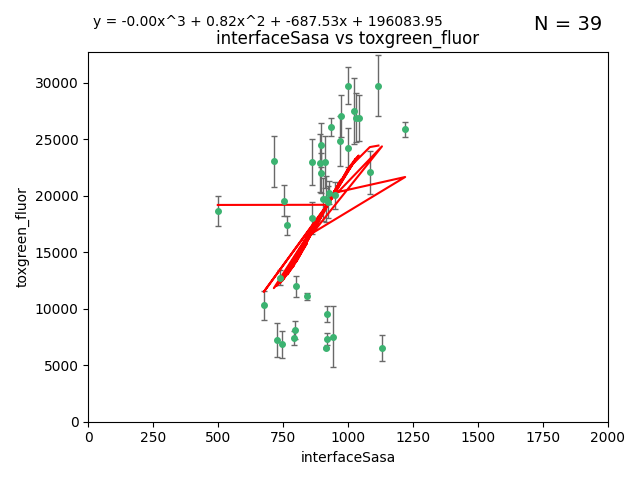 y = -0.00x^3 + 0.82x^2 + -687.53x + 196083.95
N = 39
interfaceSasa vs toxgreen_fluor
30000
25000
20000
15000
10000
5000
0
toxgreen_fluor
0 250 500 750 1000 1250 1500 1750 2000
interfaceSasa